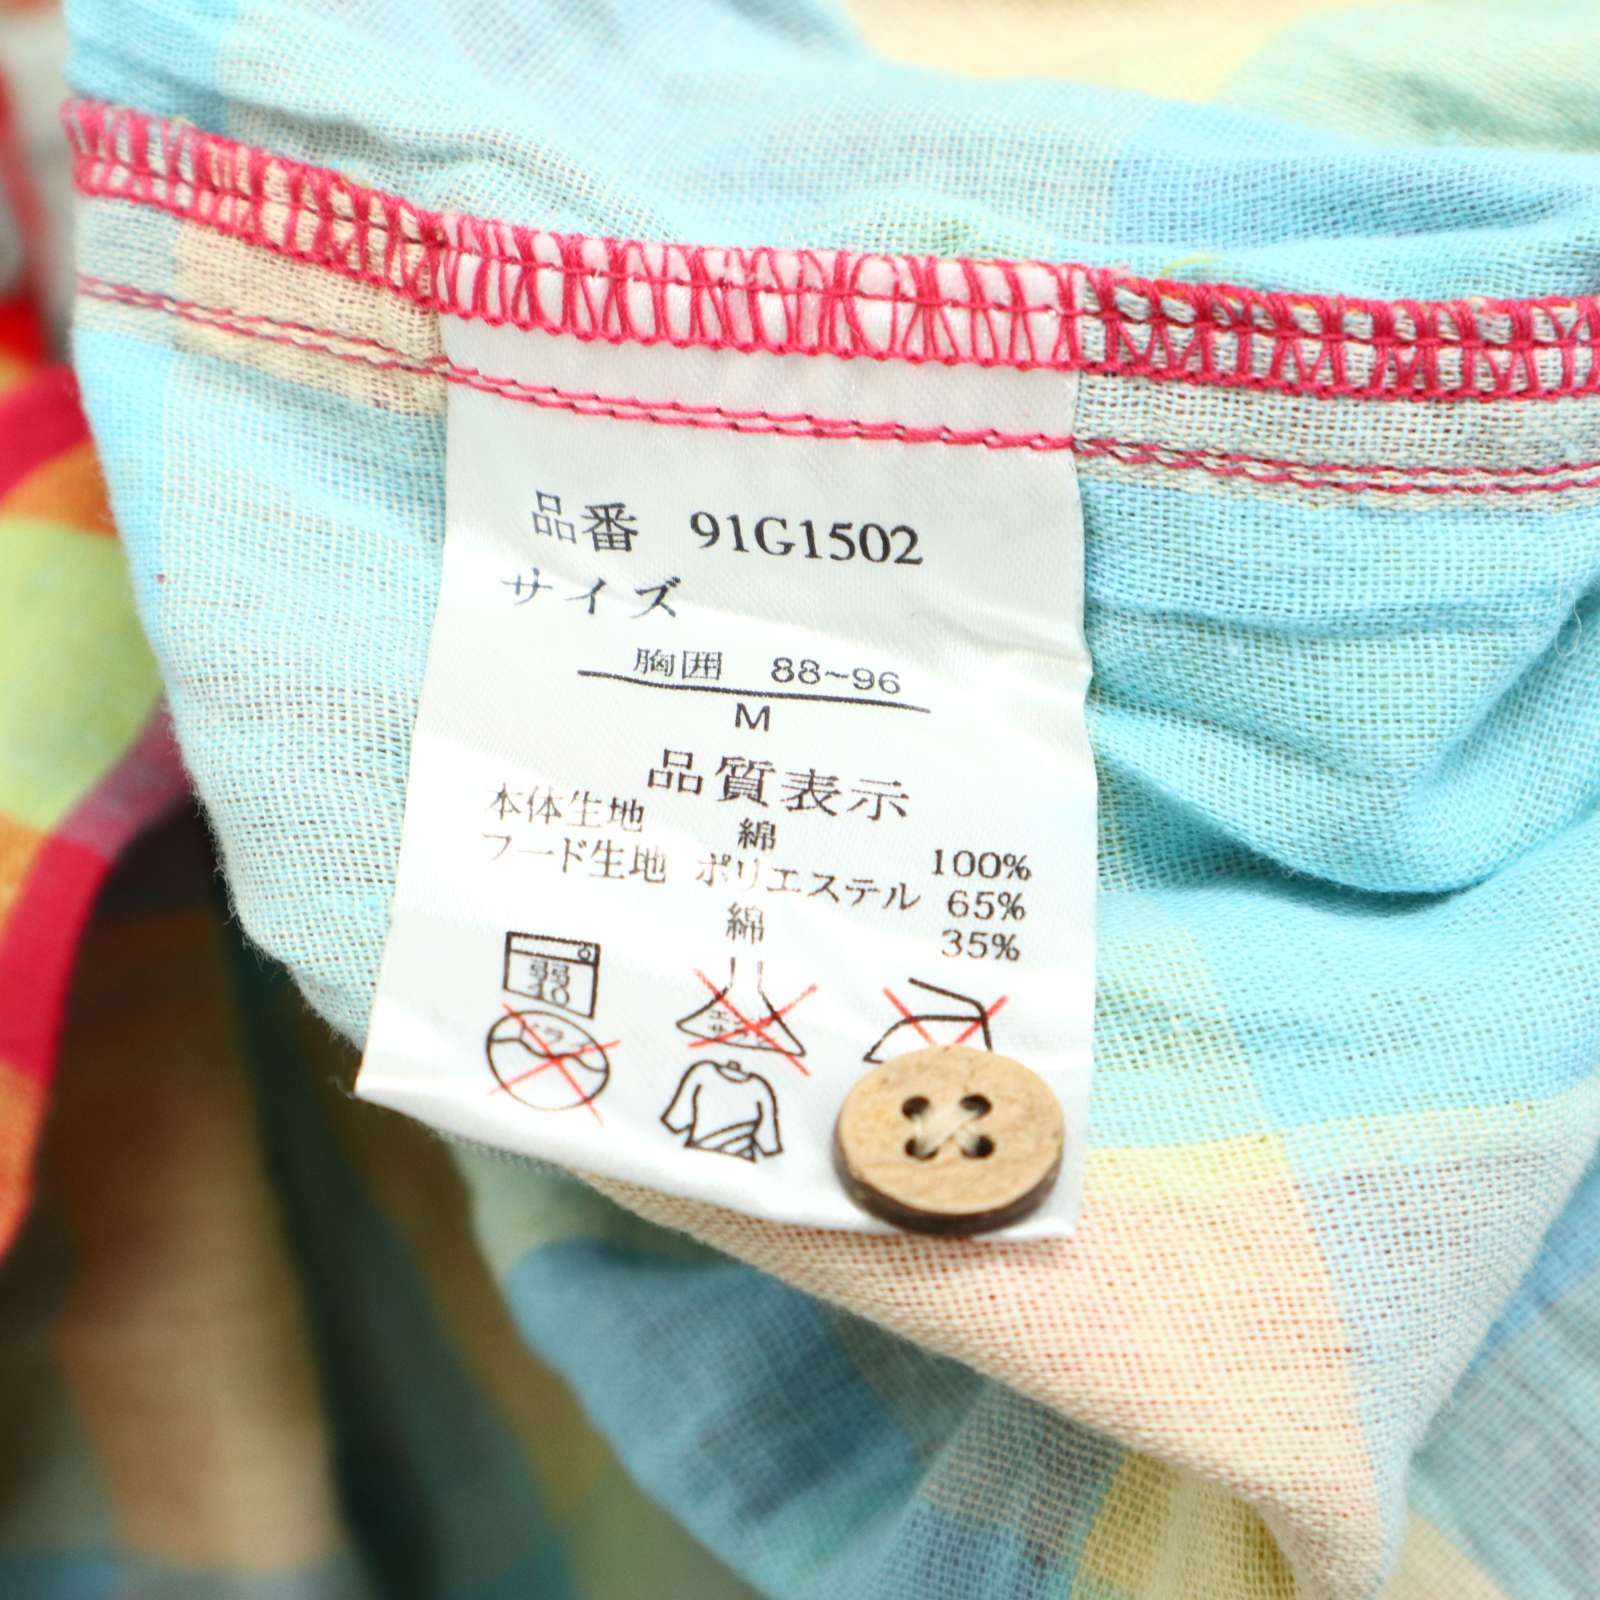 品番 91G1502
サイズ
胸囲 88~96
M
品質表示
本体生地 綿 100%
フード生地 ポリエステル 65%
綿 35%